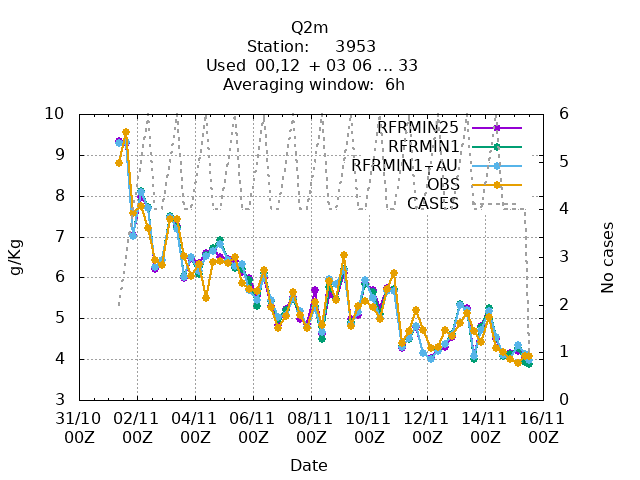 Q2m
Station: 3953
Used 00,12 + 03 06 ... 33
Averaging window: 6h
10
9
8
7
6
5
4
3
g/Kg
6
5
4
3
2
1
0
No cases
RFRMIN25
RFRMIN1
RFRMIN1-AU
OBS
CASES
31/10 02/11 04/11 06/11 08/11 10/11 12/11 14/11 16/11
00Z 00Z 00Z 00Z 00Z 00Z 00Z 00Z 00Z
Date